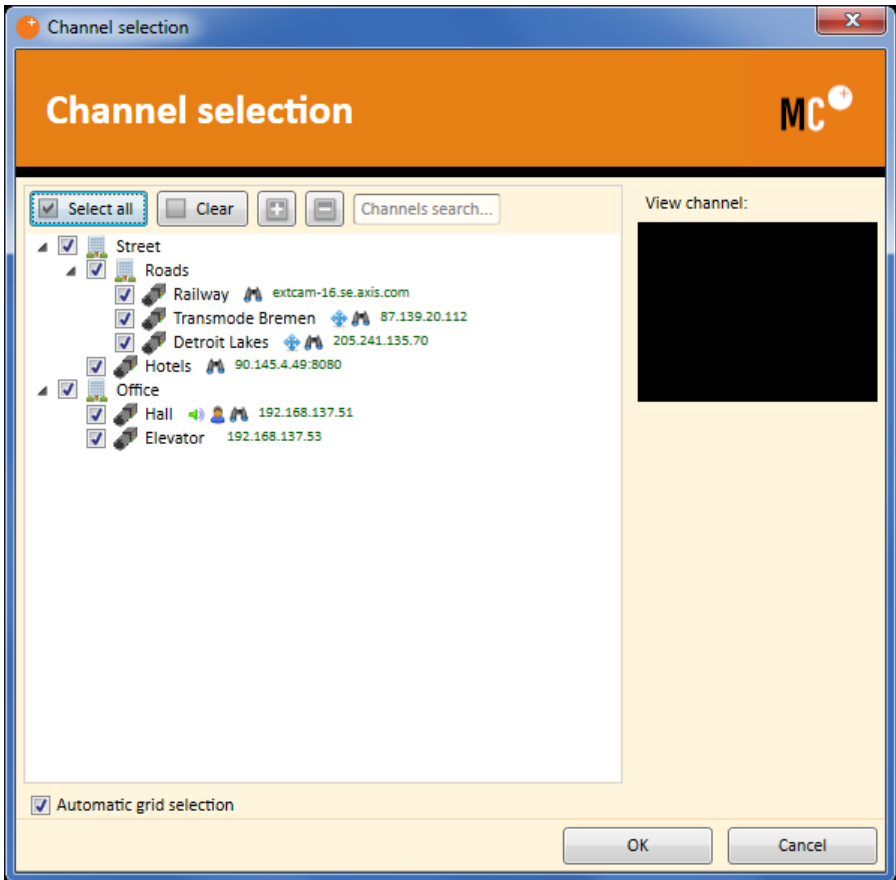 Channel selection
Channel selection
MC
Select all Clear Channels search...
View channel:
Street
Roads
Railway extcam-16.se.axis.com
Transmode Bremen 87.139.20.112
Detroit Lakes 205.241.135.70
Hotels 90.145.4.49:8080
Office
Hall 192.168.137.51
Elevator 192.168.137.53
Automatic grid selection
OK Cancel